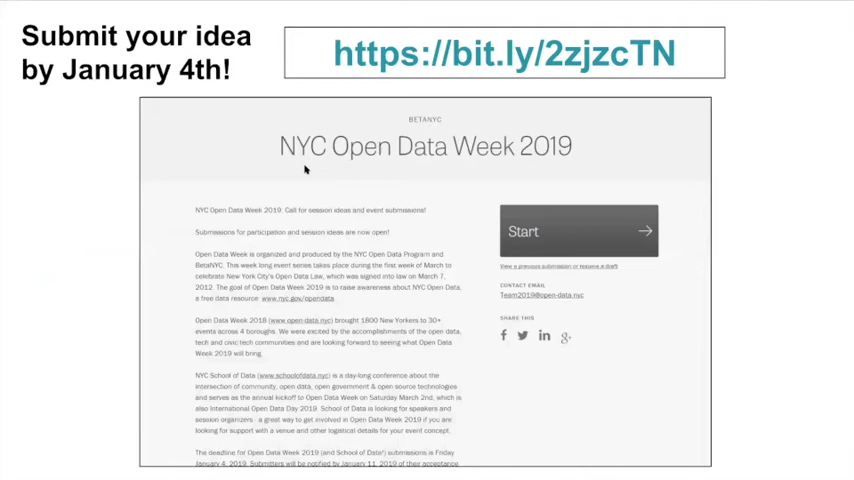 Submit your idea
by January 4th!
https://bit.ly/2zjzcTN
BETANYC
NYC Open Data Week 2019
NYC Open Data Week 2019: Call for session ideas and event submissions!
Submissions for participation and session ideas are now open!
Open Data Week is organized and produced by the NYC Open Data Program and
BetaNYC. This week long event series takes place during the first week of March to
celebrate New York City's Open Data Law, which was signed into law on March 7,
2012. The goal of Open Data Week 2019 is to raise awareness about NYC Open Data,
a free data resource: www.nyc.gov/opendata.
Open Data Week 2018 (www.open-data.nyc) brought 1800 New Yorkers to 30+
events across 4 boroughs. We were excited by the accomplishments of the open data,
tech and civic tech communities and are looking forward to seeing what Open Data
Week 2019 will bring.
NYC School of Data (www.schoolofdata.nyc) is a day-long conference about the
intersection of community, open data, open government & open source technologies
and serves as the annual kickoff to Open Data Week on Saturday March 2nd, which is
also International Open Data Day 2019. School of Data is looking for speakers and
session organizers - a great way to get involved in Open Data Week 2019 if you are
looking for support with a venue and other logistical details for your event concept.
The deadline for Open Data Week 2019 (and School of Data!) submissions is Friday
January 4, 2019. Submitters will be notified by January 11, 2019 of their acceptance
Start
View a previous submission or resume a draft
CONTACT EMAIL
Team2019@open-data.nyc
SHARE THIS